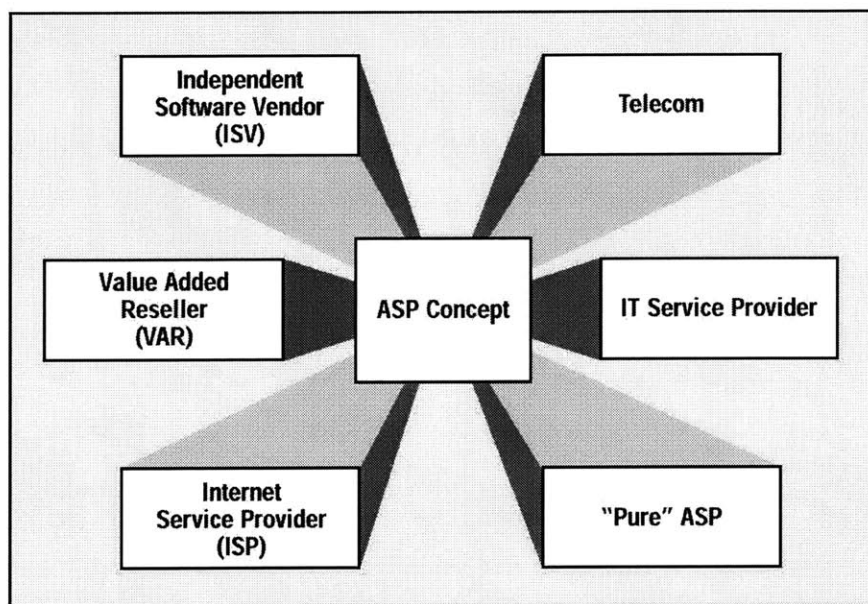 Independent
Software Vendor
(ISV)
Telecom
Value Added
Reseller
(VAR)
ASP Concept
IT Service Provider
Internet
Service Provider
(ISP)
“Pure” ASP